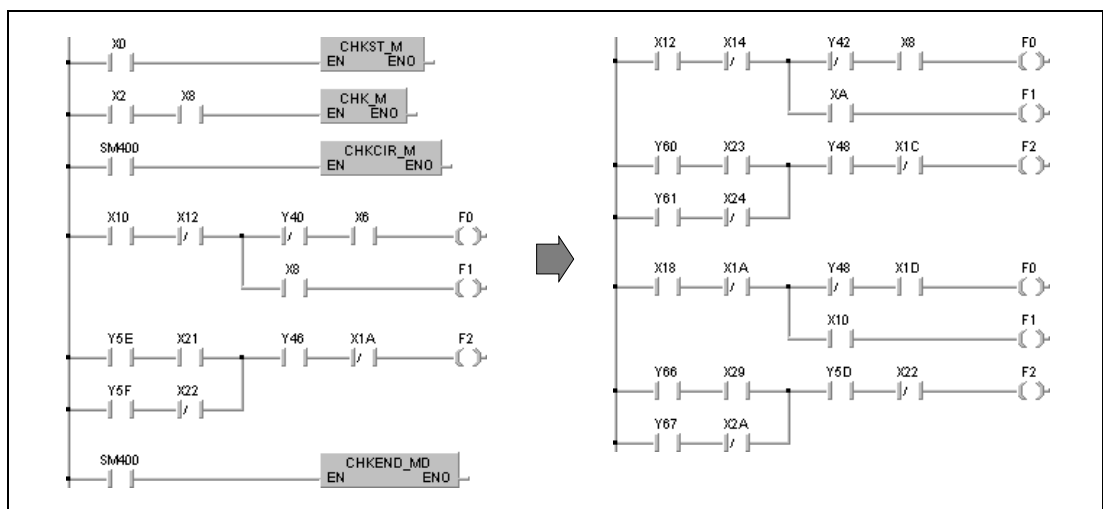 X0
CHKST_M
EN ENO
X2 X8
CHK_M
EN ENO
SM400
CHKCIR_M
EN ENO
X10 X12 Y40 X6 F0
X8 F1
Y5E X21 Y46 X1A F2
Y5F X22
SM400
CHKEND_MD
EN ENO
X12 X14 Y42 X8 F0
XA F1
Y60 X23 Y48 X1C F2
Y61 X24
X18 X1A Y48 X1D F0
X10 F1
Y66 X29 Y5D X22 F2
Y67 X2A